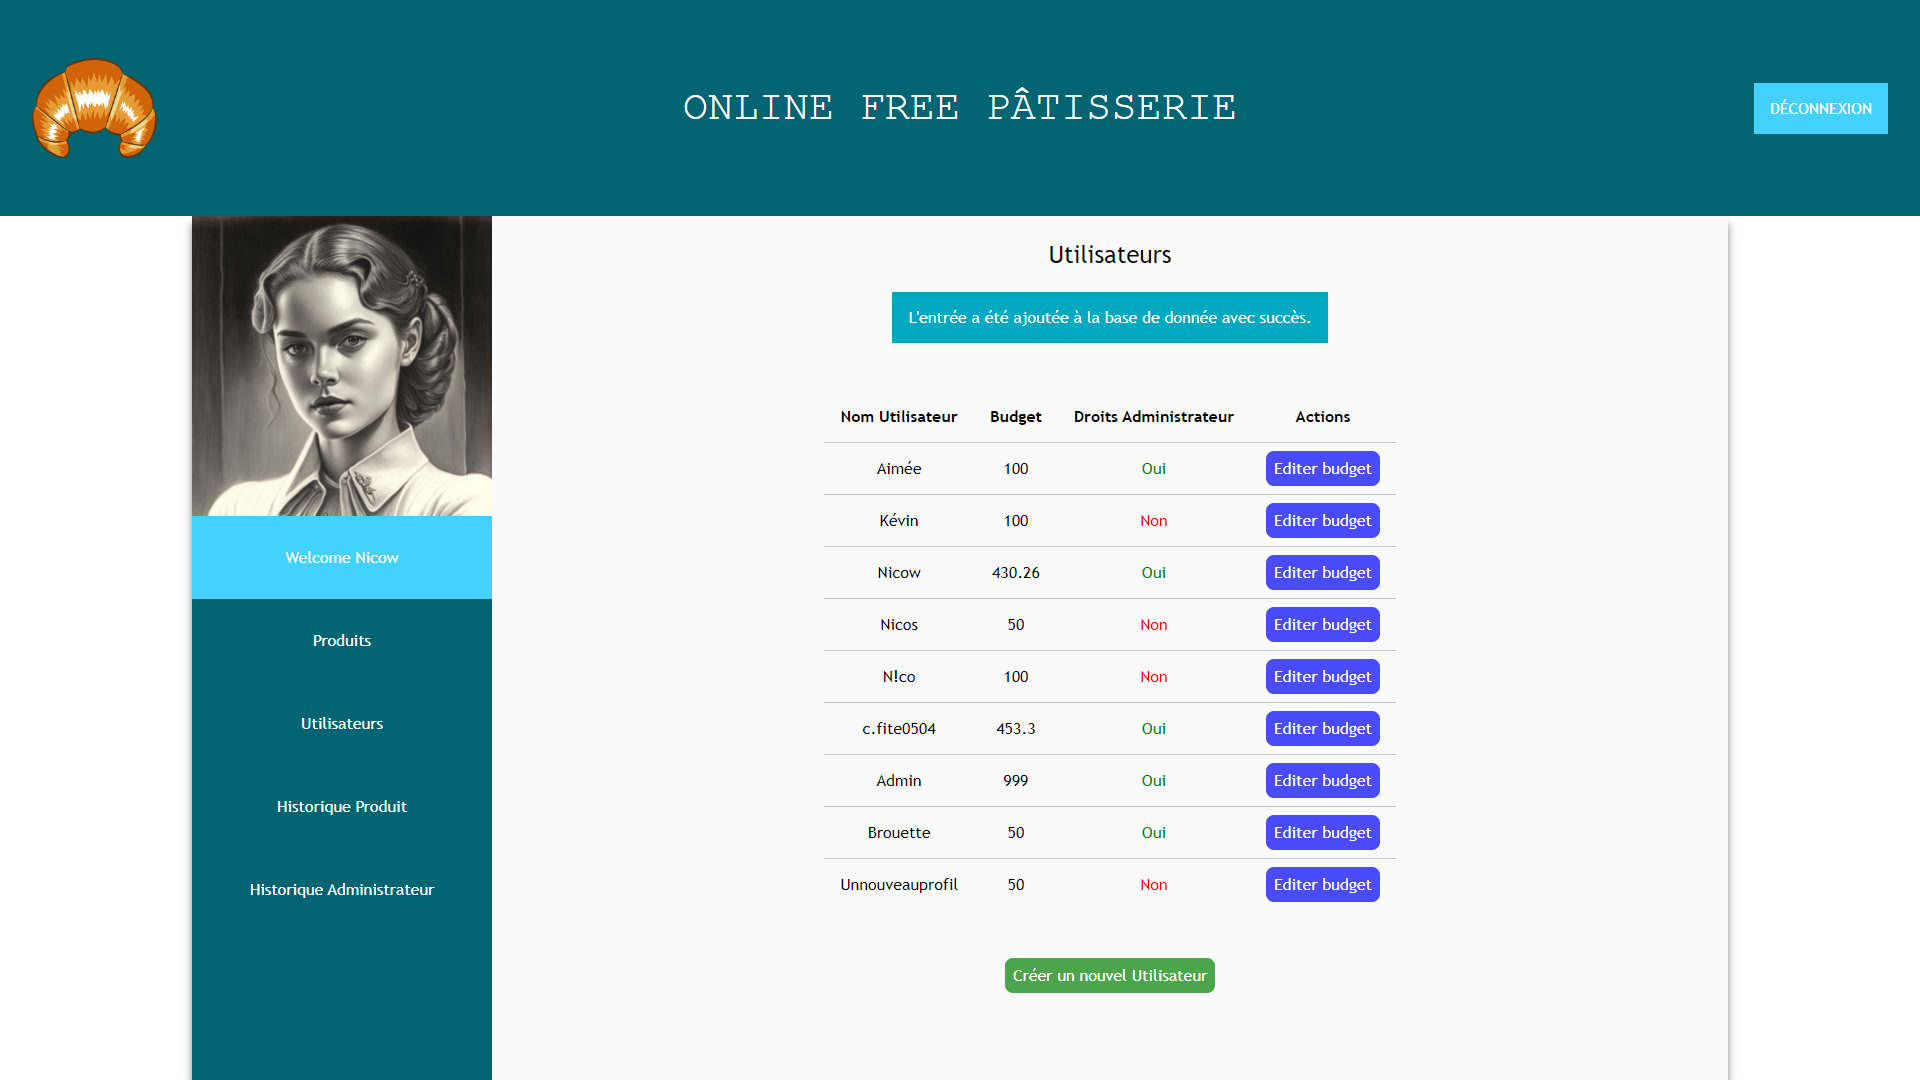 ONLINE FREE PÂTISSERIE
DÉCONNEXION
Welcome Nicow
Produits
Utilisateurs
Historique Produit
Historique Administrateur
Utilisateurs
L'entrée a été ajoutée à la base de donnée avec succès.
Nom Utilisateur Budget Droits Administrateur Actions
Aimée 100 Oui Editer budget
Kévin 100 Non Editer budget
Nicow 430.26 Oui Editer budget
Nicos 50 Non Editer budget
N!co 100 Non Editer budget
c.fite0504 453.3 Oui Editer budget
Admin 999 Oui Editer budget
Brouette 50 Oui Editer budget
Unnouveauprofil 50 Non Editer budget
Créer un nouvel Utilisateur